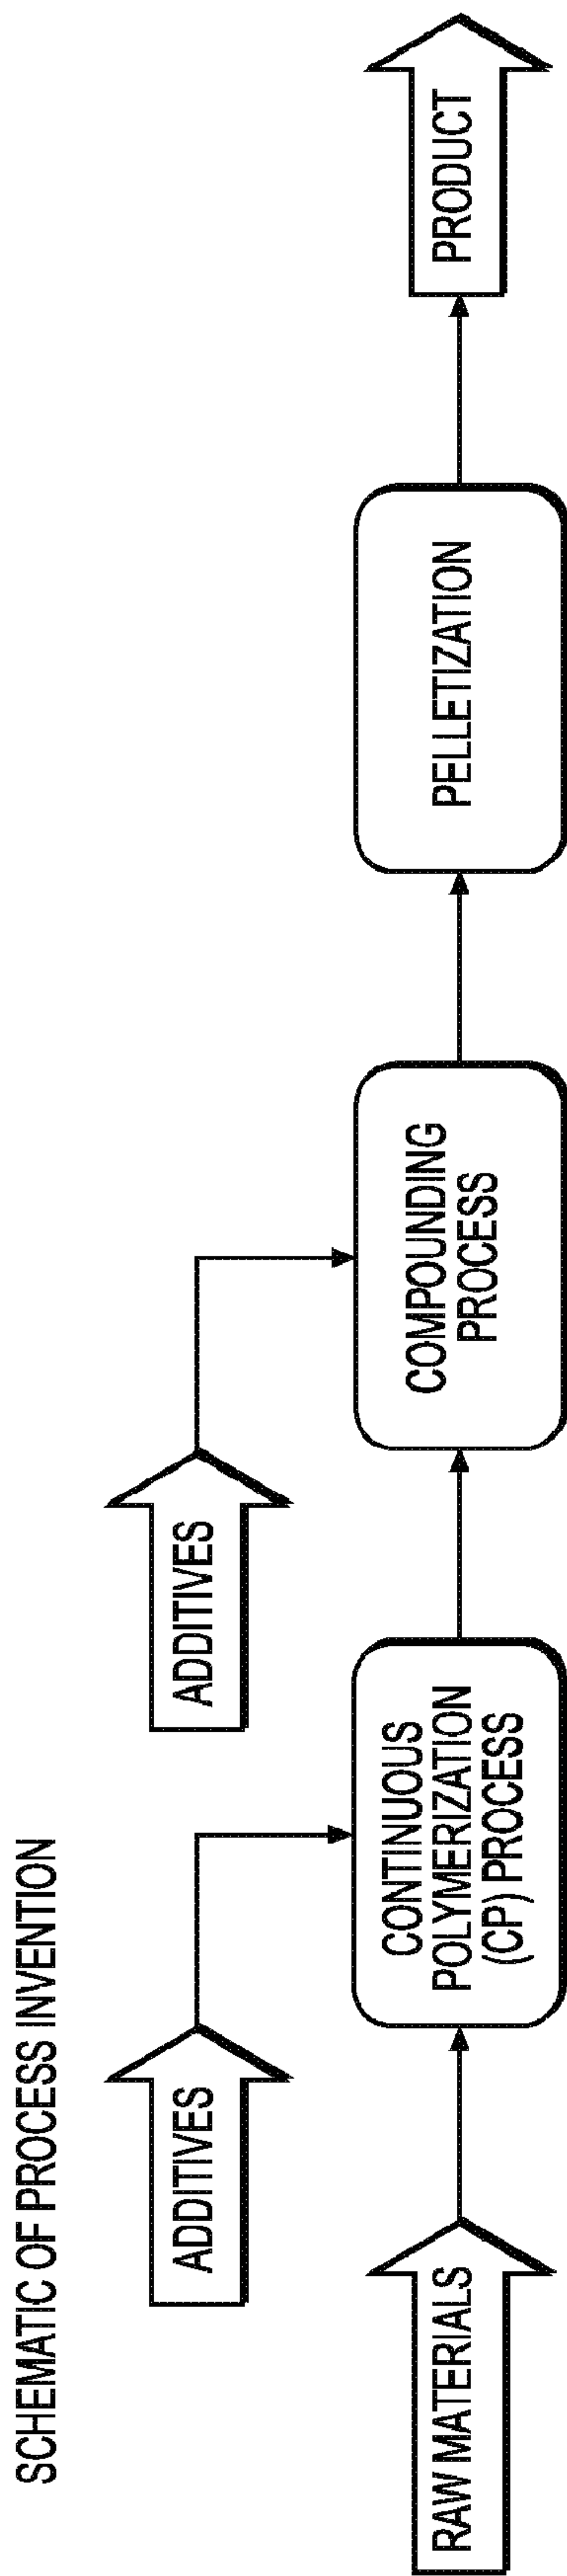 SCHEMATIC OF PROCESS INVENTION
ADDITIVES
ADDITIVES
RAW MATERIALS
CONTINUOUS
POLYMERIZATION
(CP) PROCESS
COMPOUNDING
PROCESS
PELLETIZATION
PRODUCT